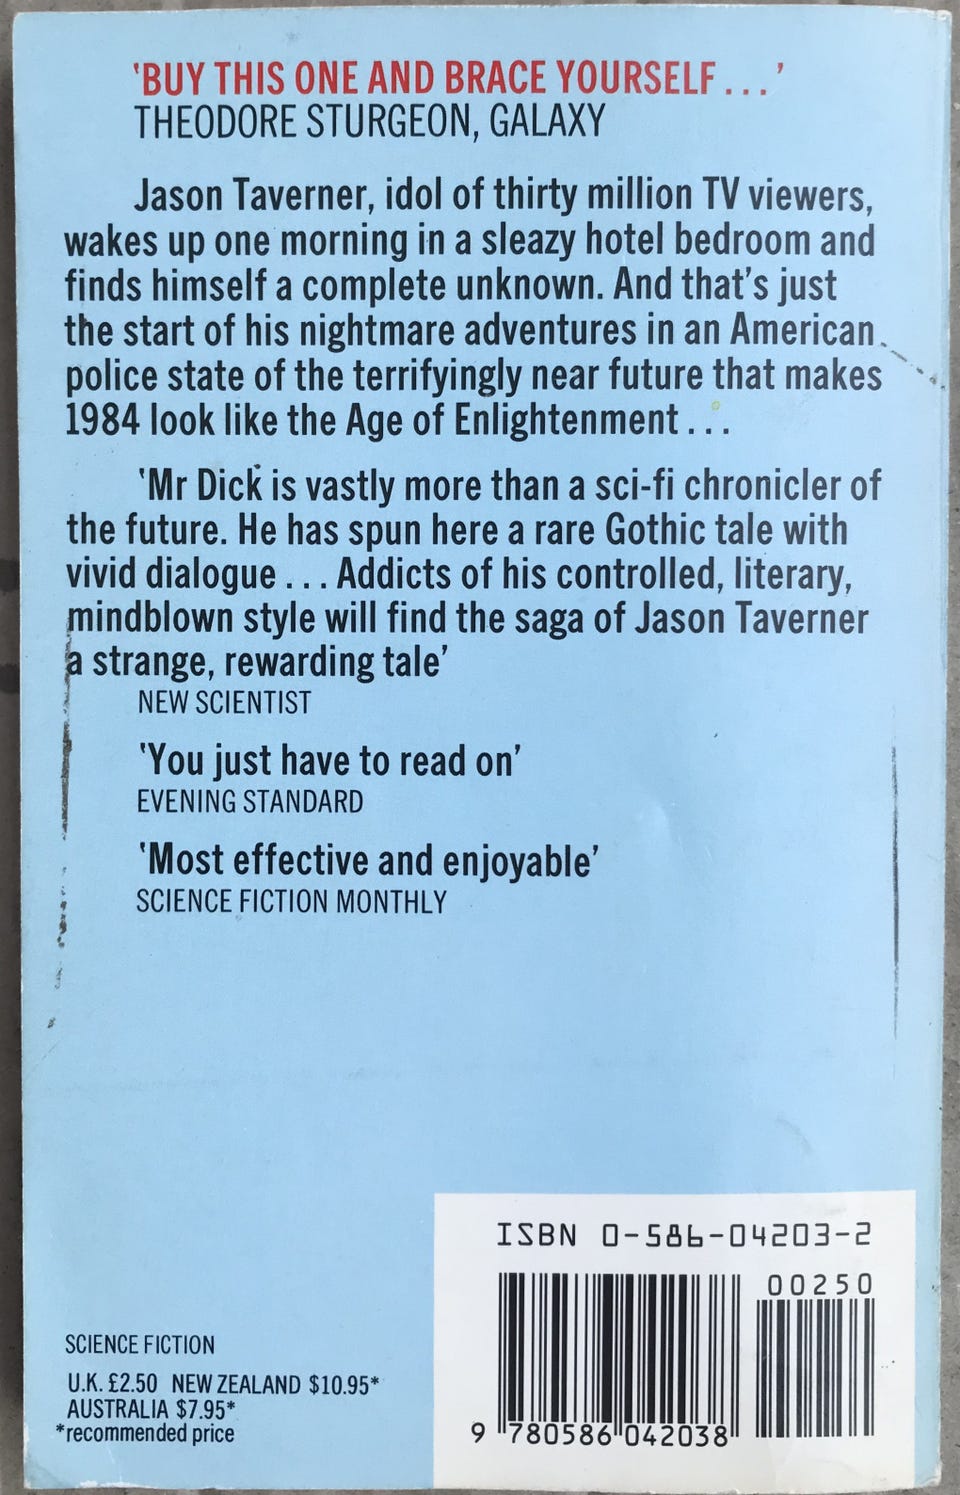 'BUY THIS ONE AND BRACE YOURSELF...'
THEODORE STURGEON, GALAXY
Jason Taverner, idol of thirty million TV viewers,
wakes up one morning in a sleazy hotel bedroom and
finds himself a complete unknown. And that's just
the start of his nightmare adventures in an American
police state of the terrifyingly near future that makes
1984 look like the Age of Enlightenment...
'Mr Dick is vastly more than a sci-fi chronicler of
the future. He has spun here a rare Gothic tale with
vivid dialogue... Addicts of his controlled, literary,
mindblown style will find the saga of Jason Taverner
a strange, rewarding tale'
NEW SCIENTIST
'You just have to read on'
EVENING STANDARD
'Most effective and enjoyable'
SCIENCE FICTION MONTHLY
ISBN 0-586-04203-2
00250
9 780586 042038
SCIENCE FICTION
U.K. £2.50 NEW ZEALAND $10.95*
AUSTRALIA $7.95*
*recommended price